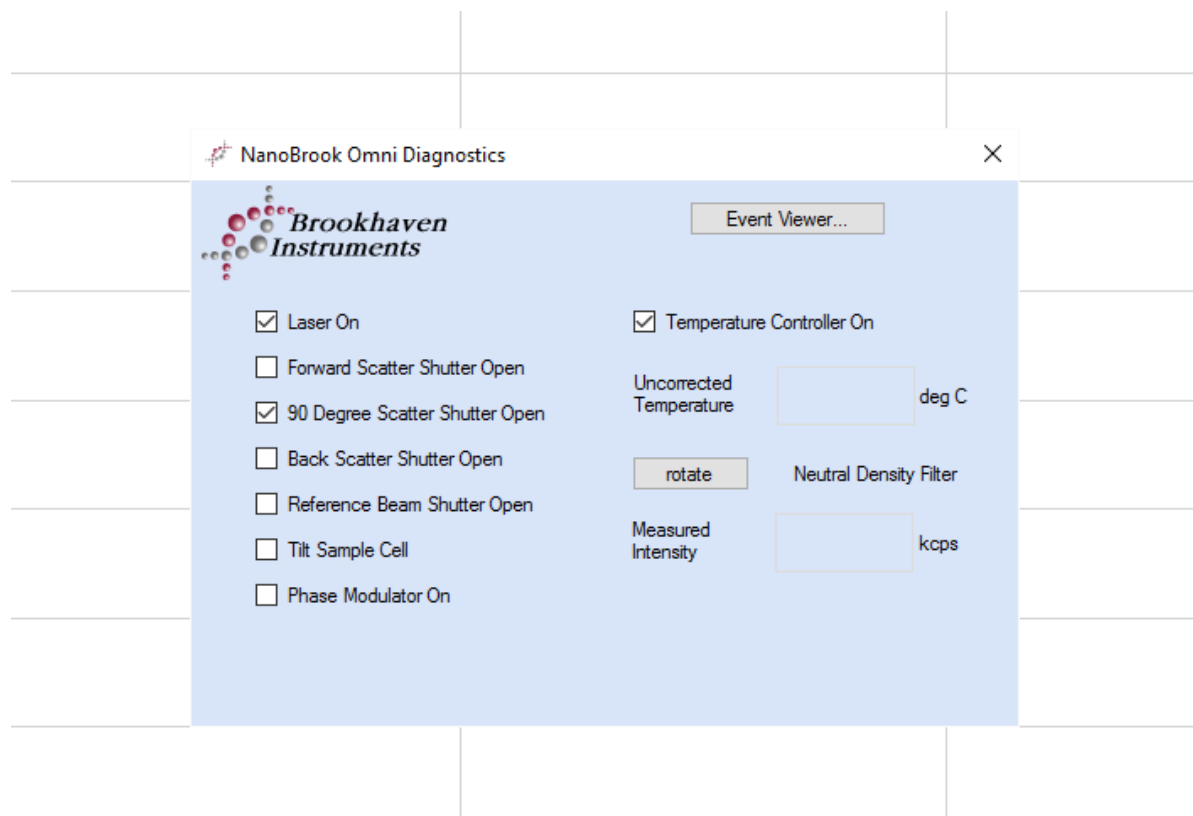 NanoBrook Omni Diagnostics
Brookhaven
Instruments
Event Viewer...
Laser On
Forward Scatter Shutter Open
90 Degree Scatter Shutter Open
Back Scatter Shutter Open
Reference Beam Shutter Open
Tilt Sample Cell
Phase Modulator On
Temperature Controller On
Uncorrected
Temperature
deg C
rotate
Neutral Density Filter
Measured
Intensity
kcps